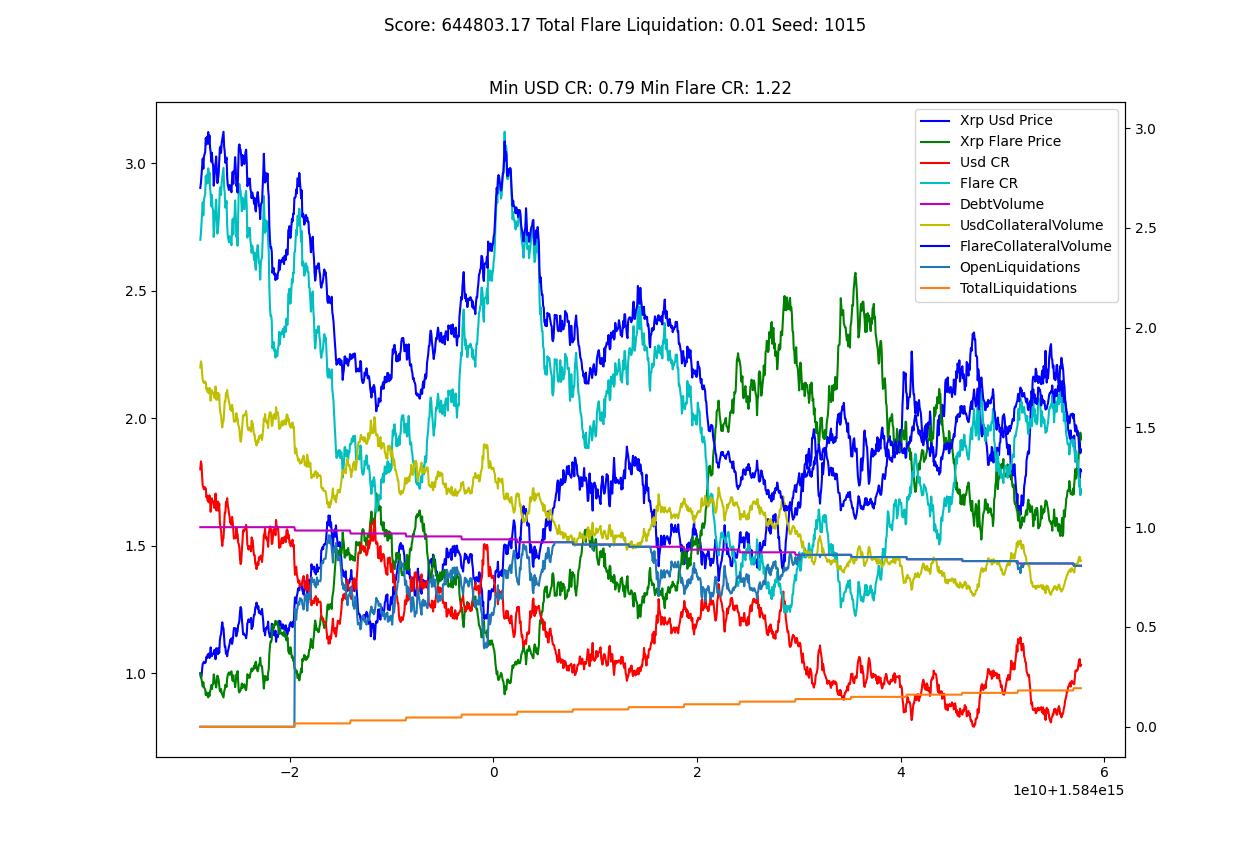 Score: 644803.17 Total Flare Liquidation: 0.01 Seed: 1015
Min USD CR: 0.79 Min Flare CR: 1.22
Xrp Usd Price
Xrp Flare Price
Usd CR
Flare CR
DebtVolume
UsdCollateralVolume
FlareCollateralVolume
OpenLiquidations
TotalLiquidations
3.0
2.5
2.0
1.5
1.0
3.0
2.5
2.0
1.5
1.0
0.5
0.0
−2 0 2 4 6
1e10+1.584e15